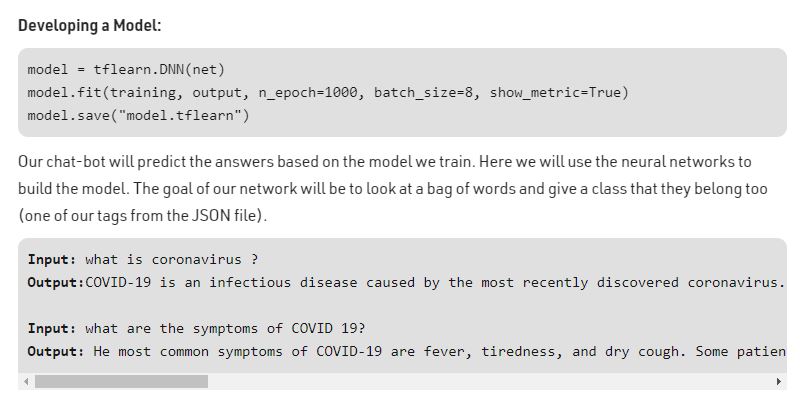 Developing a Model:
model = tflearn.DNN(net)
model.fit(training, output, n_epoch=1000, batch_size=8, show_metric=True)
model.save("model.tflearn")
Our chat-bot will predict the answers based on the model we train. Here we will use the neural networks to
build the model. The goal of our network will be to look at a bag of words and give a class that they belong too
(one of our tags from the JSON file).
Input: what is coronavirus ?
Output:COVID-19 is an infectious disease caused by the most recently discovered coronavirus.
Input: what are the symptoms of COVID 19?
Output: He most common symptoms of COVID-19 are fever, tiredness, and dry cough. Some patien